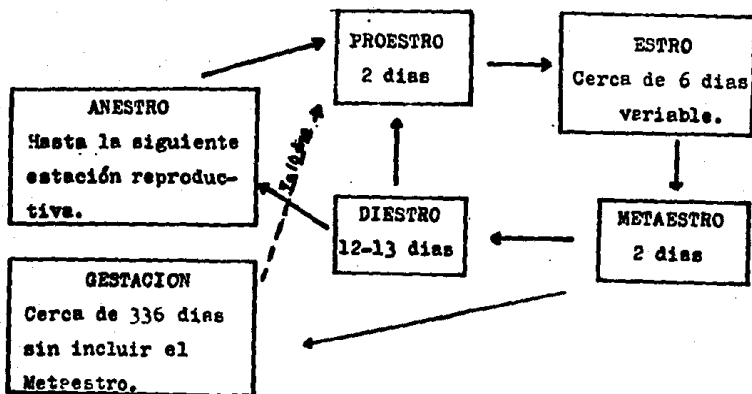 PROESTRO
2 dias
ESTRO
Cerca de 6 dias
variable.
ANESTRO
Hasta la siguiente
estación reproduc-
tiva.
DIESTRO
12-13 dias
METAESTRO
2 dias
GESTACION
Cerca de 336 dias
sin incluir el
Metaestro.